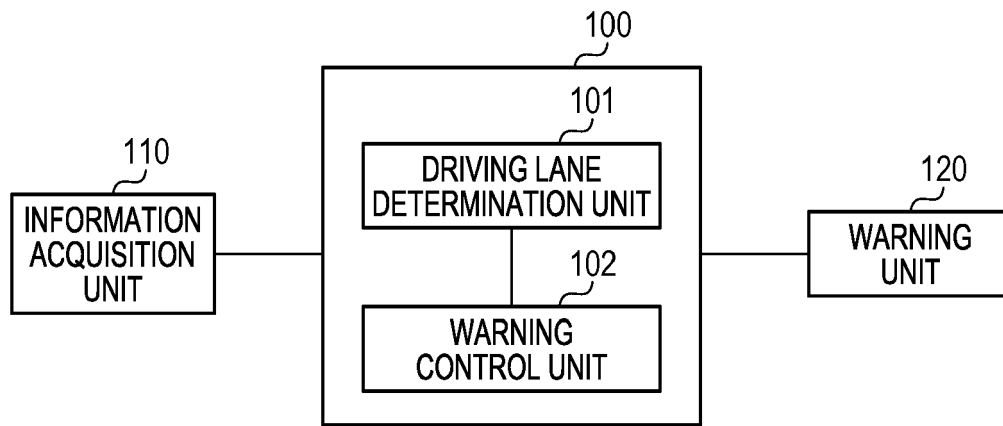 100
101
DRIVING LANE
DETERMINATION UNIT
110
INFORMATION
ACQUISITION
UNIT
120
WARNING
UNIT
102
WARNING
CONTROL UNIT